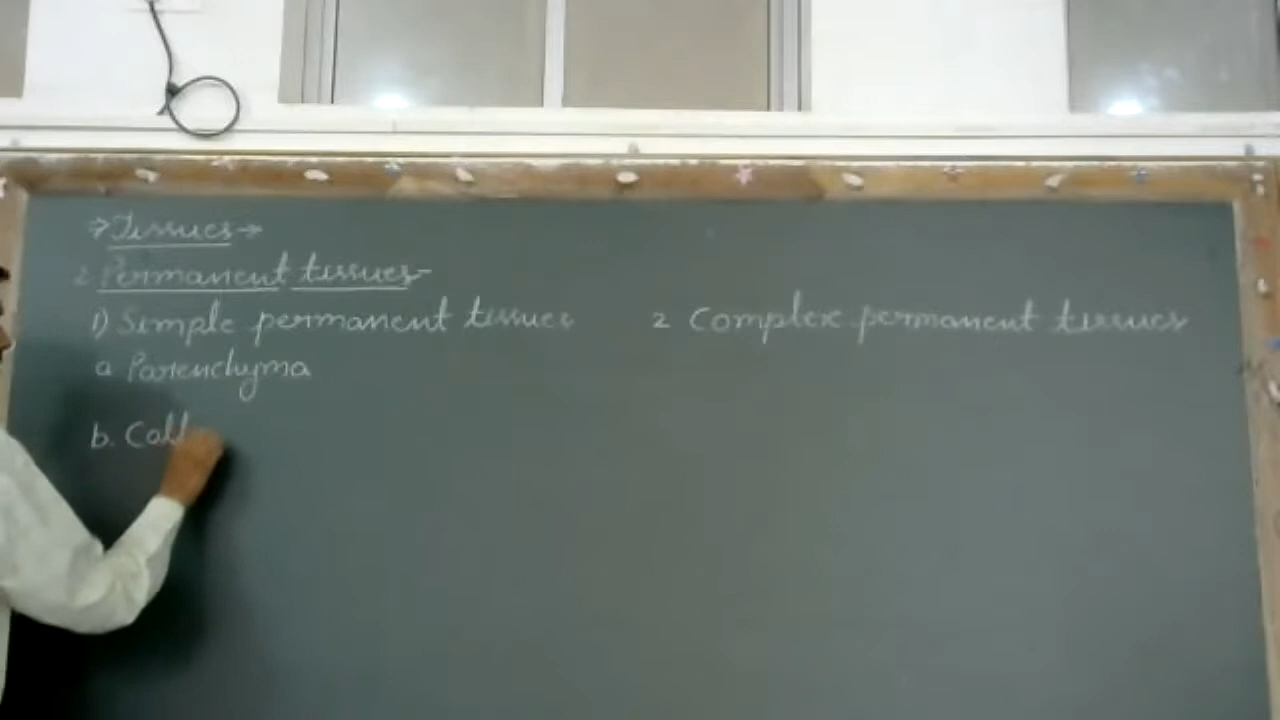 → Tissues →
2 Permanent tissues-
1) Simple permanent tissues 2 Complex permanent tissues
a Parenchyma
b. Coll